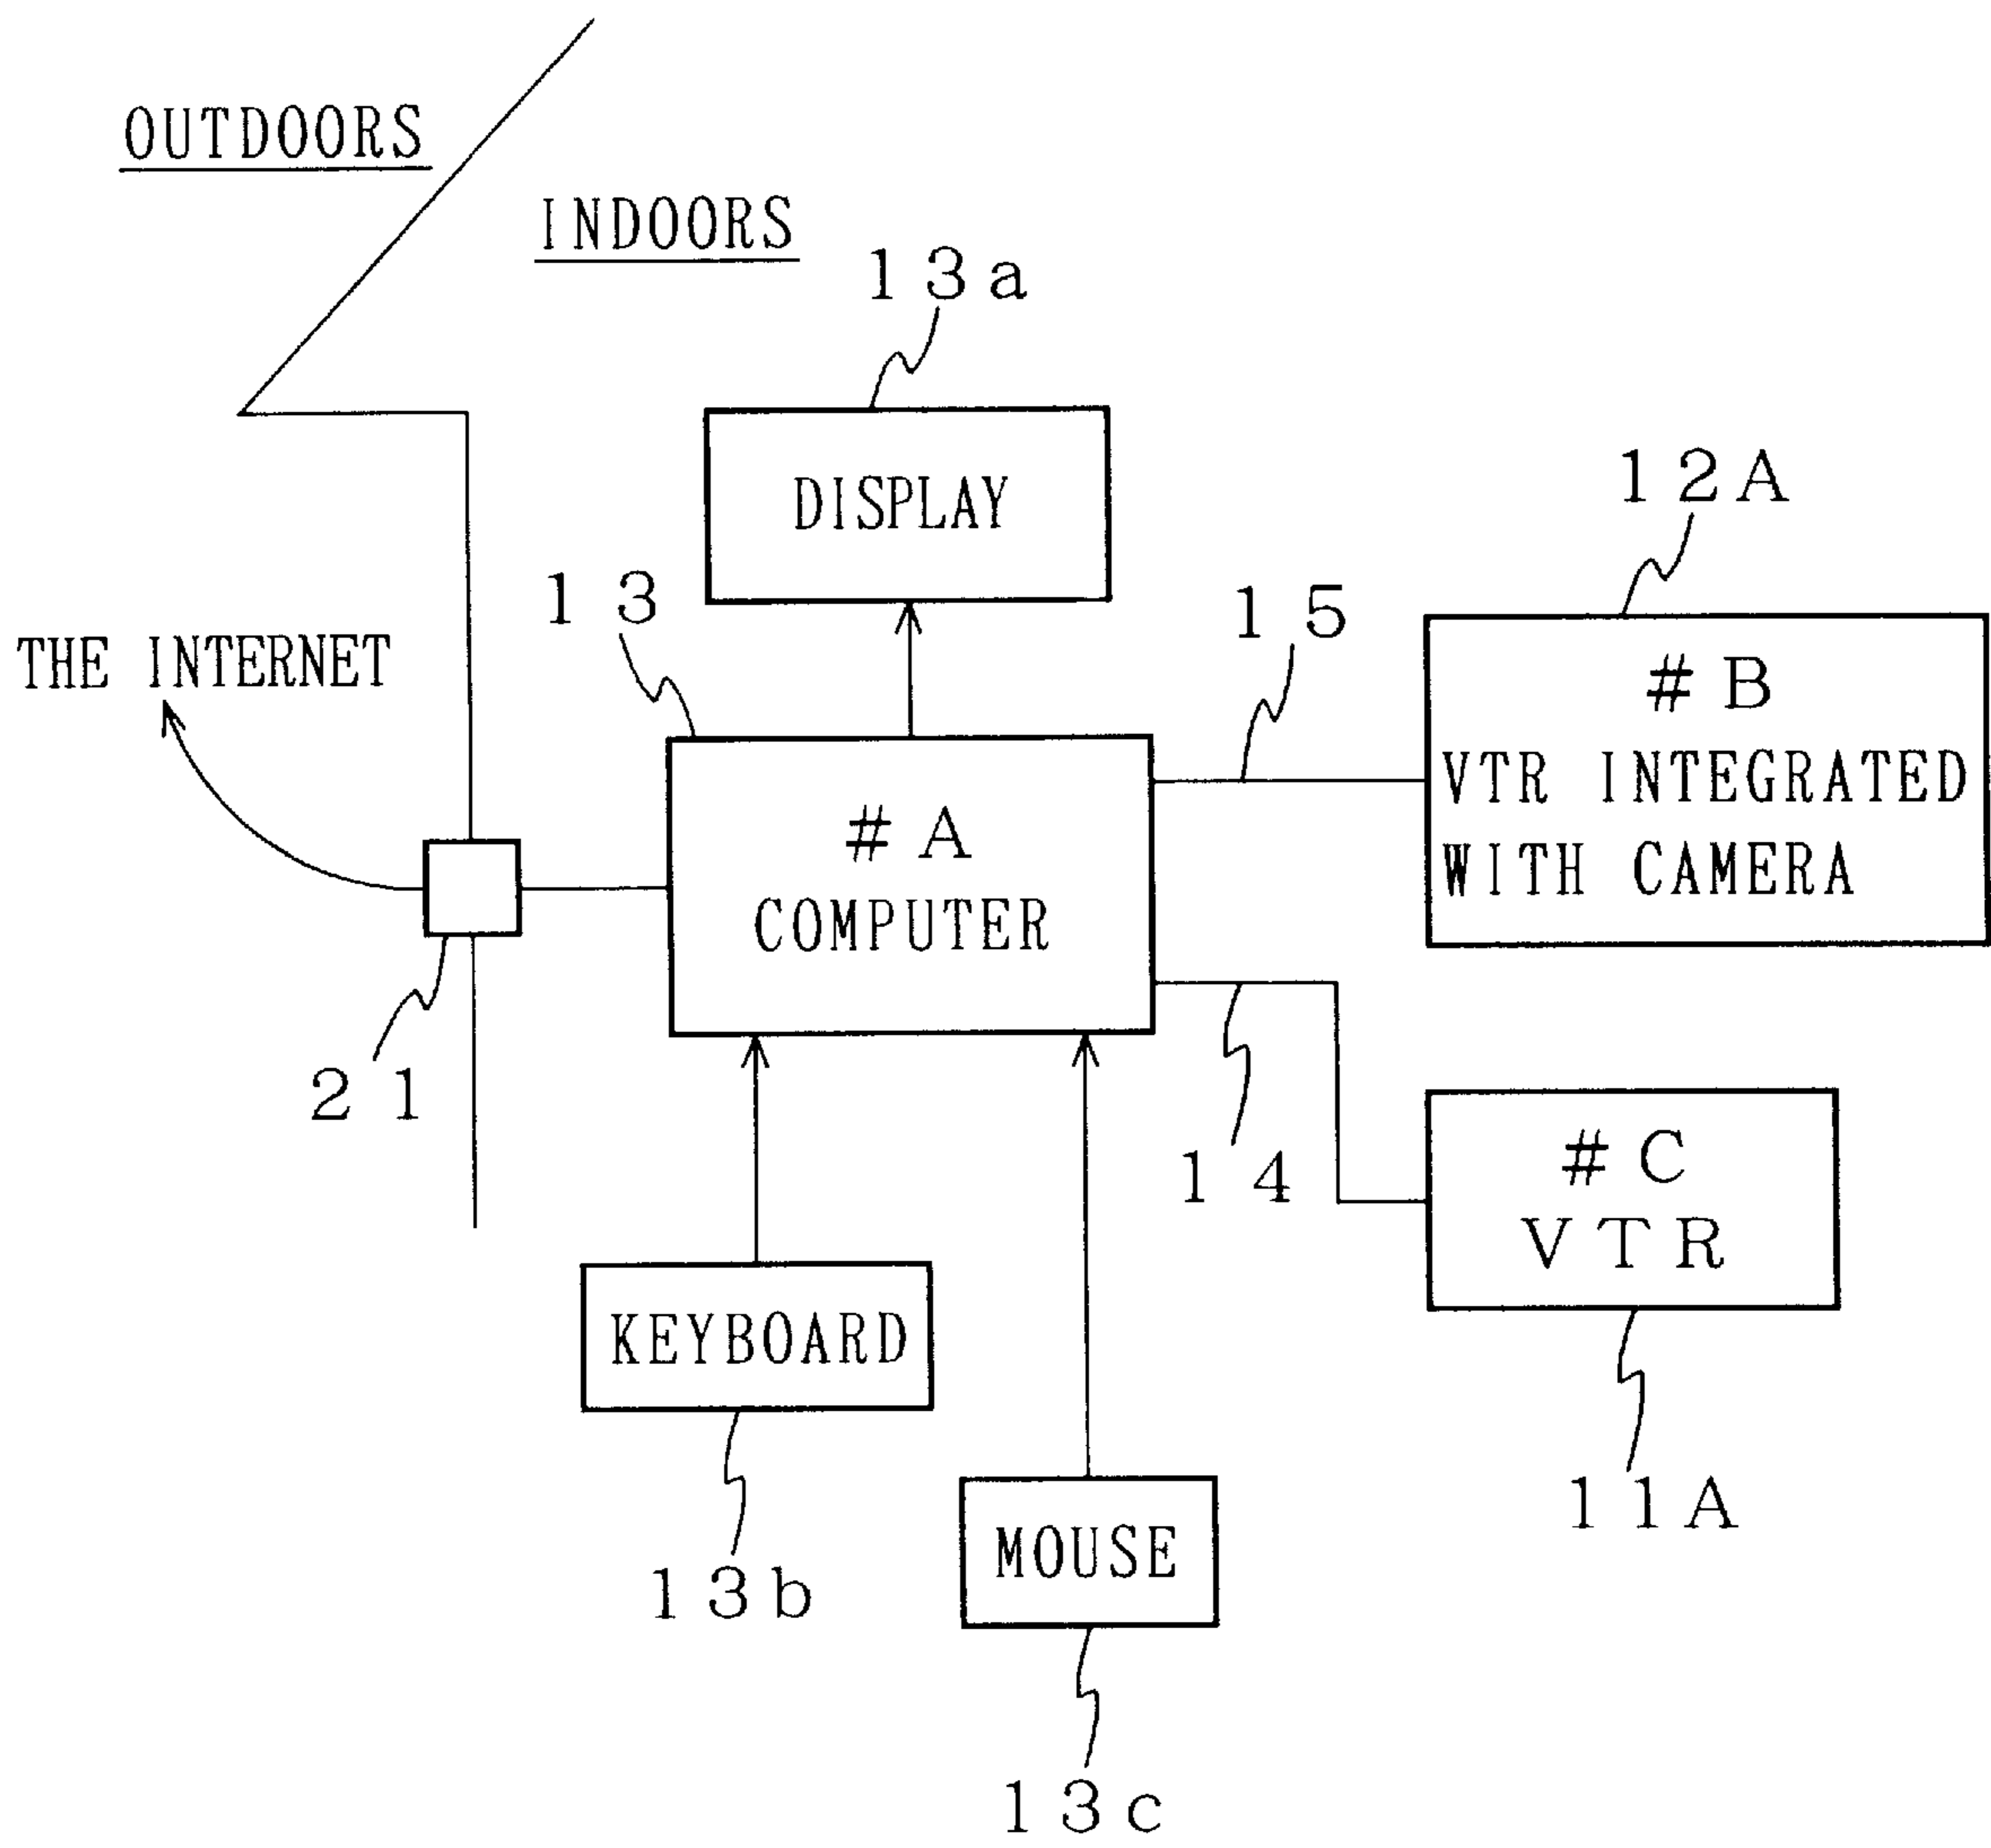 OUTDOORS
INDOORS
13a
DISPLAY
12A
13
15
THE INTERNET
#B
VTR INTEGRATED
WITH CAMERA
#A
COMPUTER
21
14
#C
VTR
KEYBOARD
11A
MOUSE
13b
13c